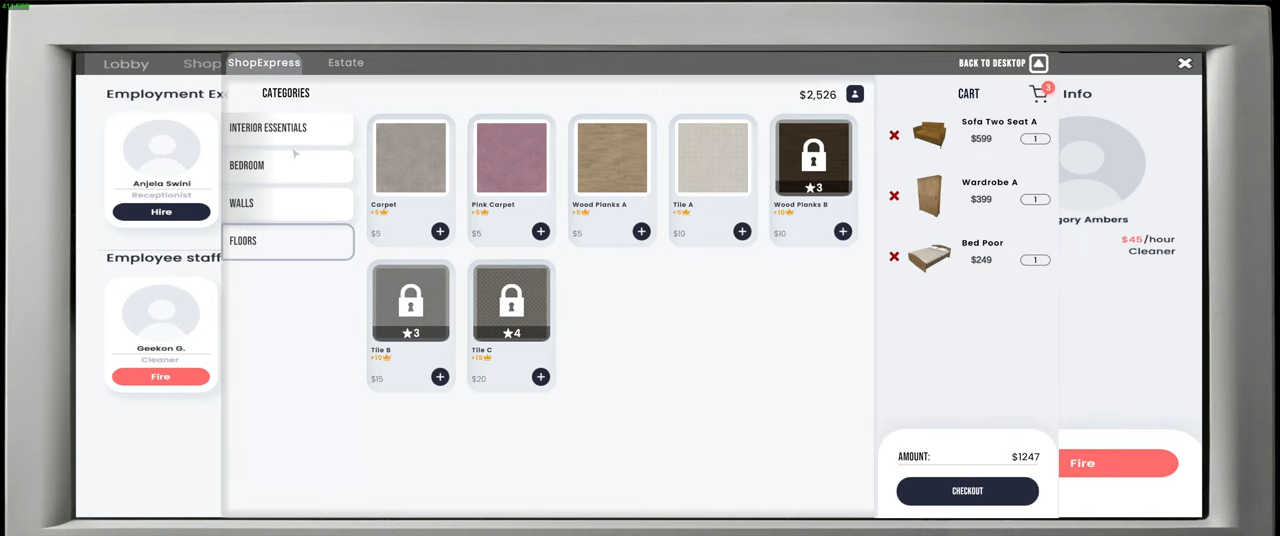 Lobby
Shop
ShopExpress
Estate
BACK TO DESKTOP
Employment Ex
CATEGORIES
$2,526
CART
3
Info
INTERIOR ESSENTIALS
BEDROOM
WALLS
FLOORS
Anjela Swini
Receptionist
Hire
Employee staff
Geekon G.
Cleaner
Fire
Carpet
+5
$5
Pink Carpet
+5
$5
Wood Planks A
+5
$5
Tile A
+5
$10
★3
Wood Planks B
+10
$10
★3
Tile B
+10
$15
★4
Tile C
+15
$20
Sofa Two Seat A
$599
1
Wardrobe A
$399
1
Bed Poor
$249
1
AMOUNT:
$1247
CHECKOUT
gory Ambers
$45/hour
Cleaner
Fire